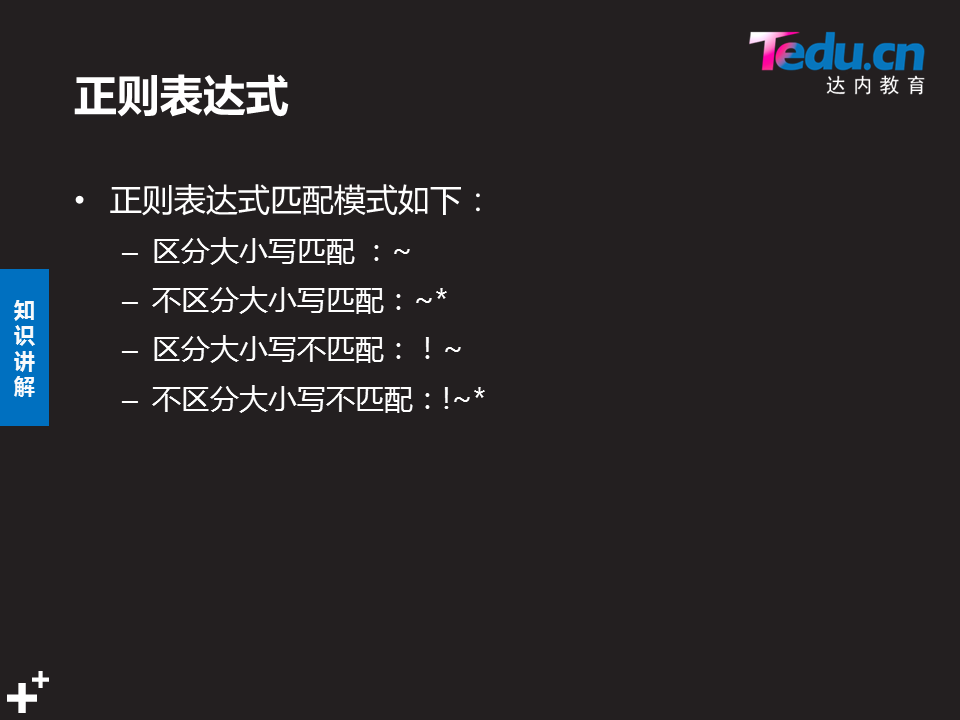 Tedu.cn
达内教育
正则表达式
• 正则表达式匹配模式如下：
– 区分大小写匹配 ：~
– 不区分大小写匹配：~*
– 区分大小写不匹配：！~
– 不区分大小写不匹配：!~*
知识讲解